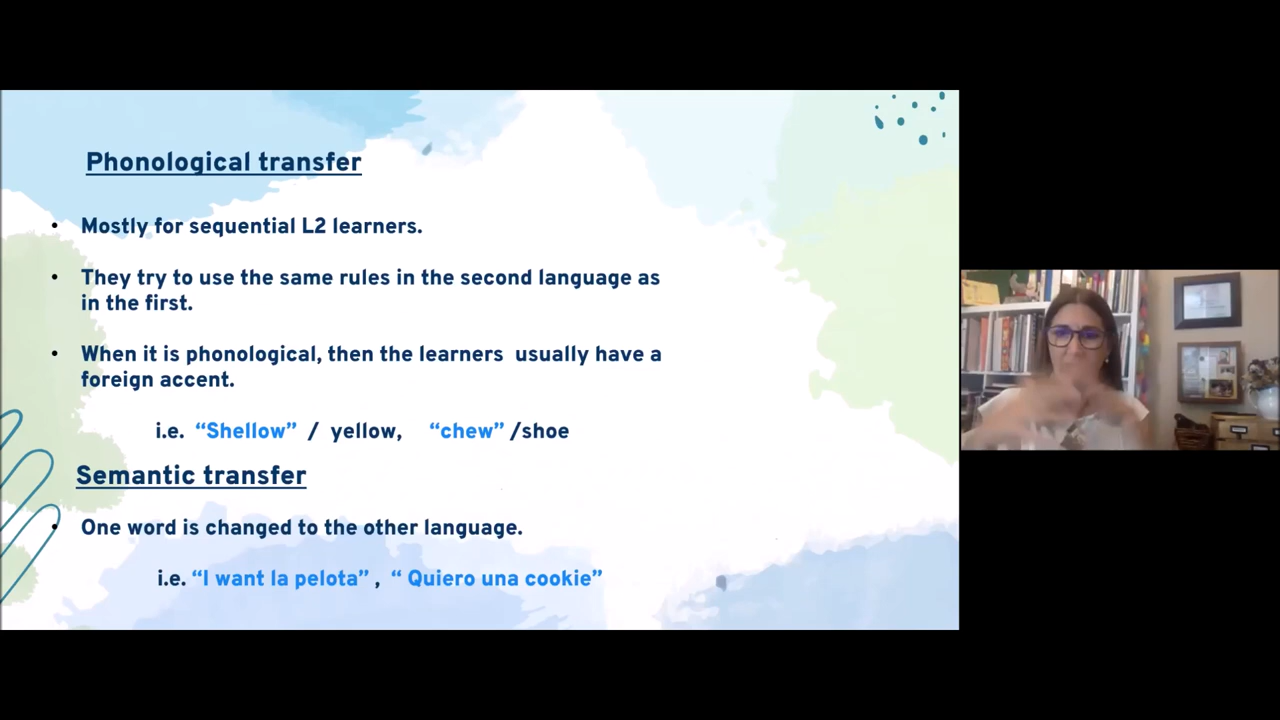 Phonological transfer
• Mostly for sequential L2 learners.
• They try to use the same rules in the second language as
in the first.
• When it is phonological, then the learners usually have a
foreign accent.
i.e. “Shellow” / yellow, “chew” /shoe
Semantic transfer
• One word is changed to the other language.
i.e. “I want la pelota” , “ Quiero una cookie”